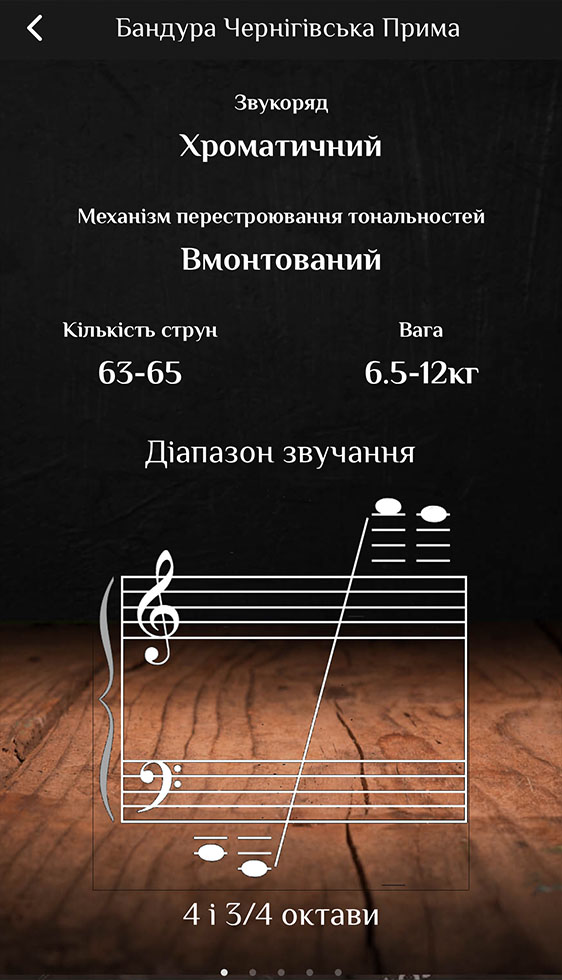 Бандура Чернігівська Прима
Звукоряд
Хроматичний
Механізм перестроювання тональностей
Вмонтований
Кількість струн
Вага
63-65
6.5-12кг
Діапазон звучання
4 і 3/4 октави